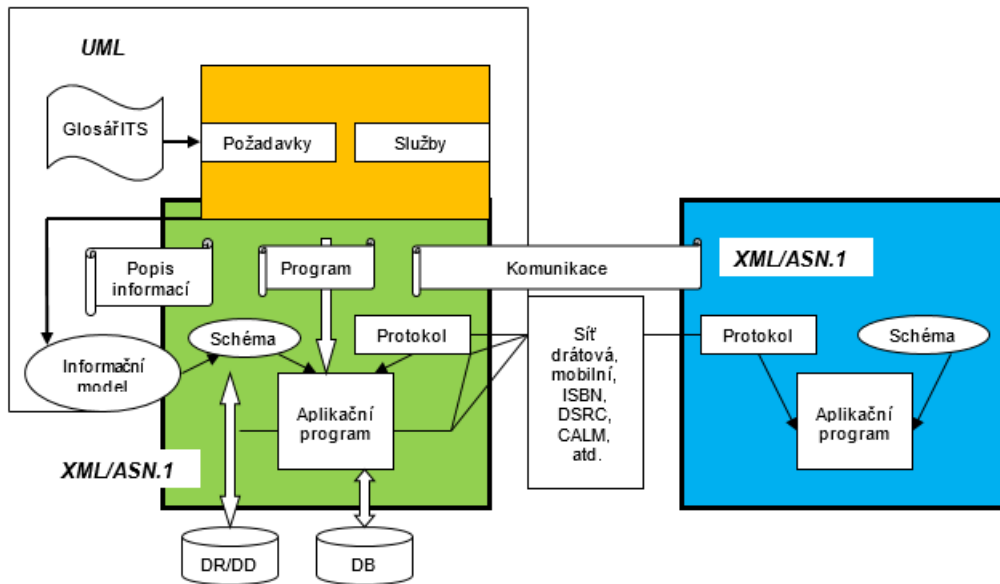 UML
GlosářITS
Požadavky
Služby
Popis
informací
Program
Komunikace
XML/ASN.1
Informační
model
Schéma
Protokol
Síť
drátová,
mobilní,
ISBN,
DSRC,
CALM,
atd.
Protokol
Schéma
Aplikační
program
Aplikační
program
XML/ASN.1
DR/DD
DB